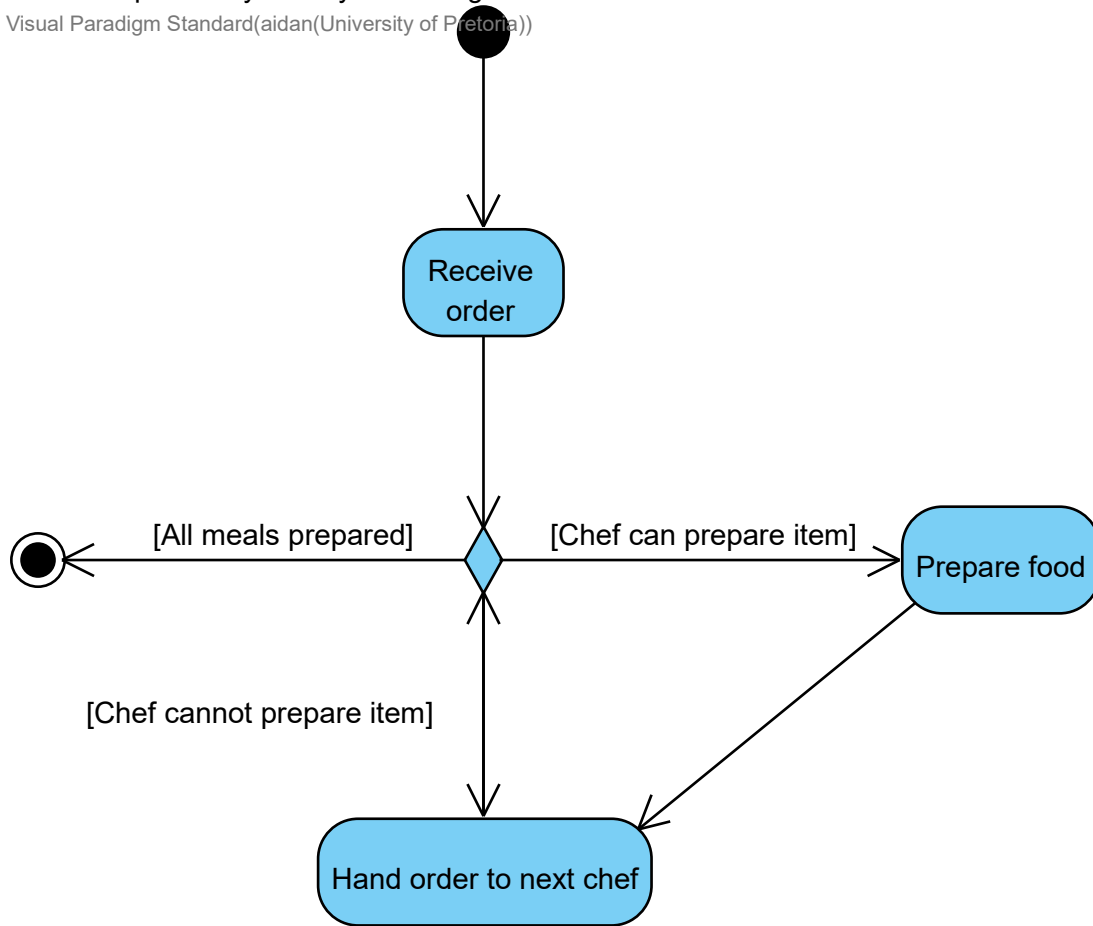 Visual Paradigm Standard(aidan(University of Pretoria))
Receive
order
[All meals prepared]
[Chef can prepare item]
Prepare food
[Chef cannot prepare item]
Hand order to next chef